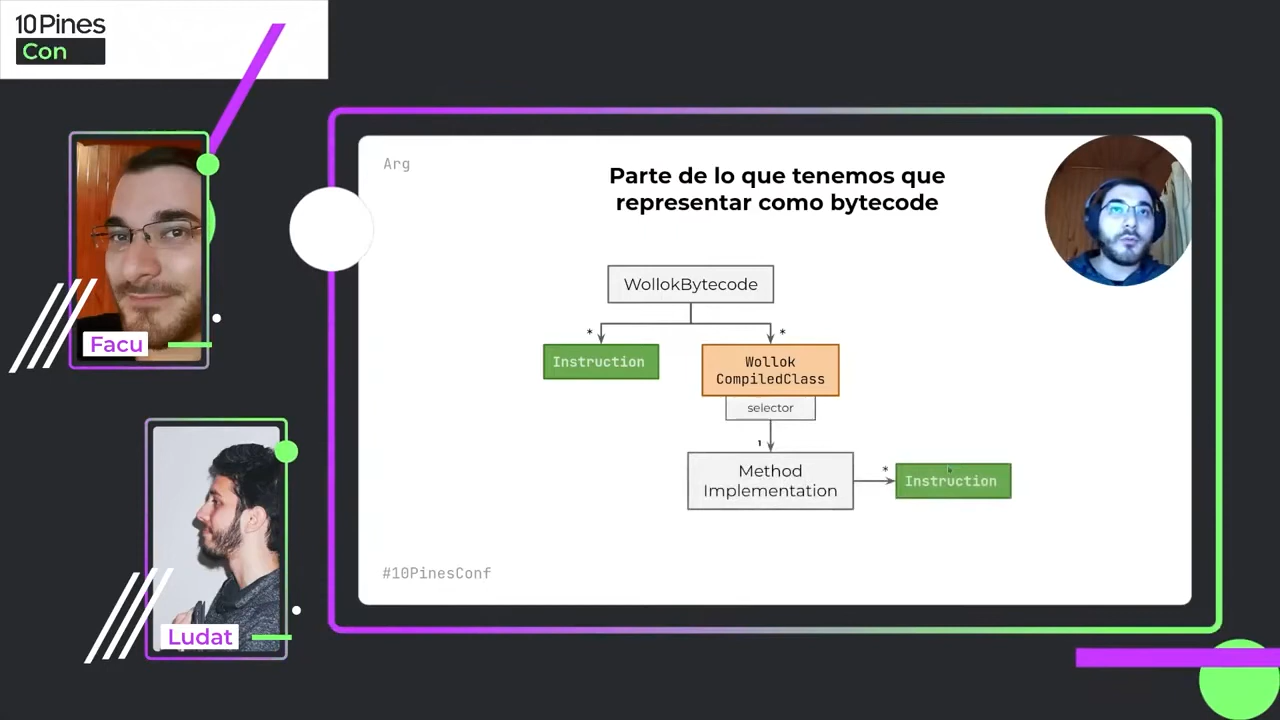 10Pines
Con
Arg
Parte de lo que tenemos que
representar como bytecode
WollokBytecode
*
*
Instruction
Wollok
CompiledClass
selector
1
Method
Implementation
*
Instruction
#10PinesConf
Facu
Ludat